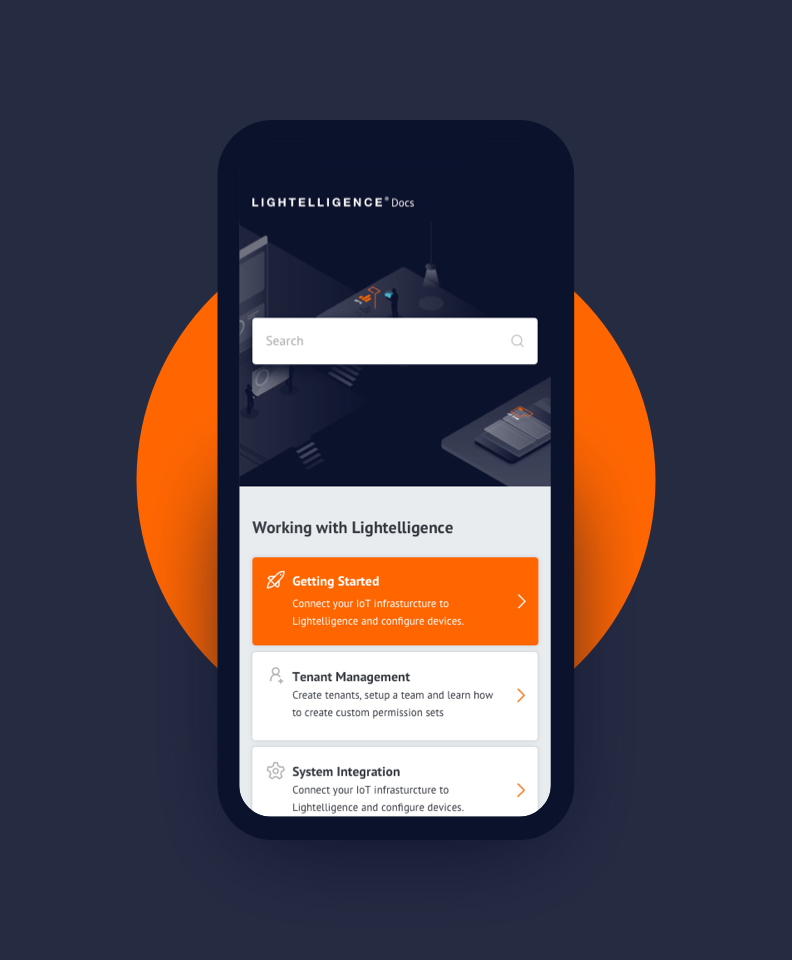 LIGHTELLIGENCE® Docs
Search
Working with Lightelligence
Getting Started
Connect your IoT infrasturcture to
Lightelligence and configure devices.
Tenant Management
Create tenants, setup a team and learn how
to create custom permission sets
System Integration
Connect your IoT infrasturcture to
Lightelligence and configure devices.